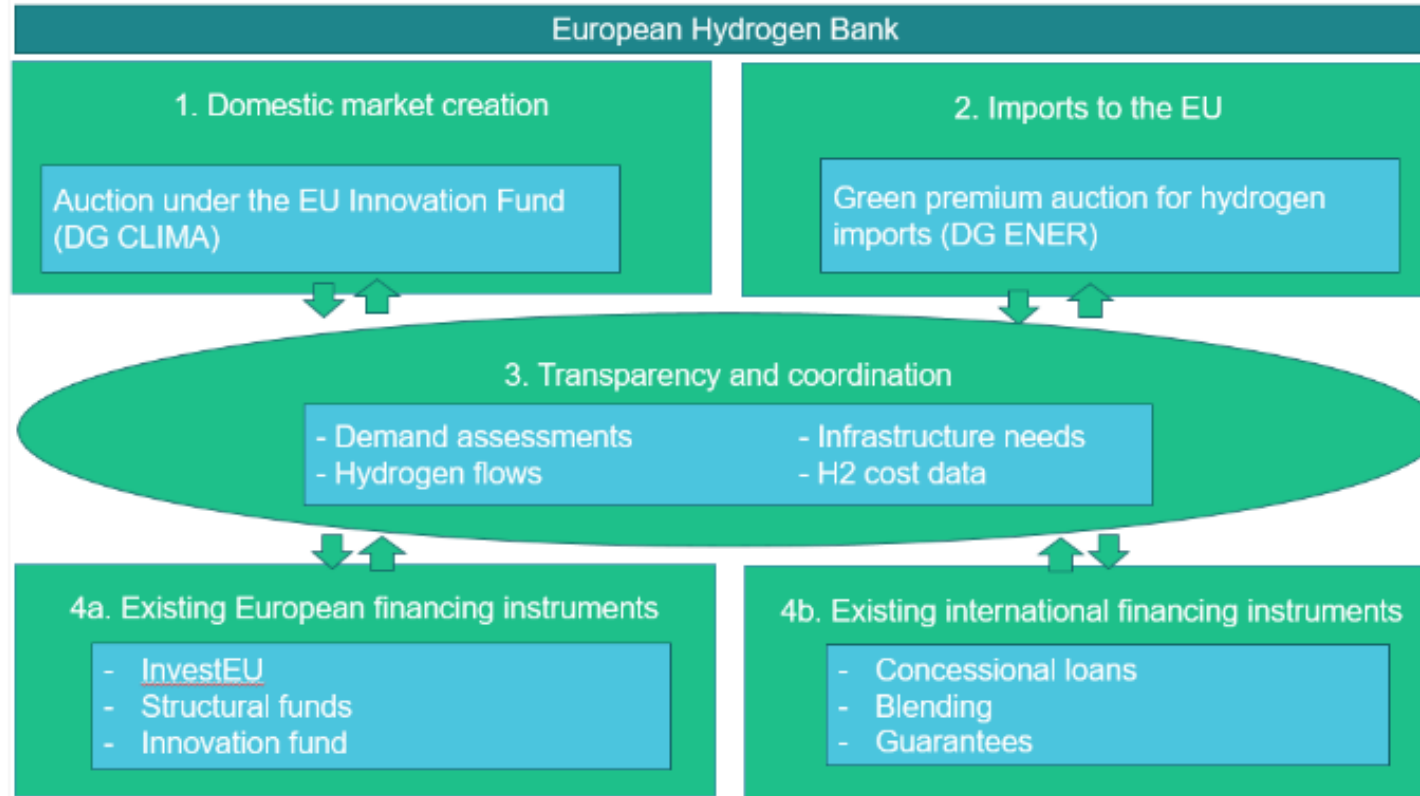 European Hydrogen Bank
1. Domestic market creation
Auction under the EU Innovation Fund
(DG CLIMA)
2. Imports to the EU
Green premium auction for hydrogen
imports (DG ENER)
3. Transparency and coordination
- Demand assessments
- Hydrogen flows
- Infrastructure needs
- H2 cost data
4a. Existing European financing instruments
- InvestEU
- Structural funds
- Innovation fund
4b. Existing international financing instruments
- Concessional loans
- Blending
- Guarantees